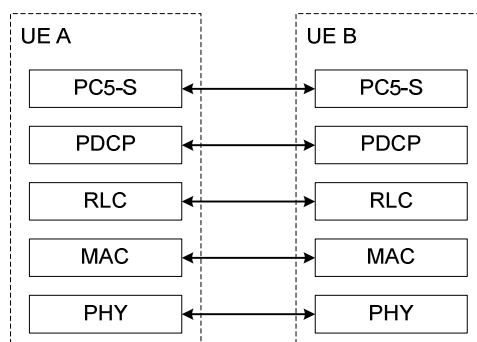 UE A
UE B
PC5-S
PC5-S
PDCP
PDCP
RLC
RLC
MAC
MAC
PHY
PHY